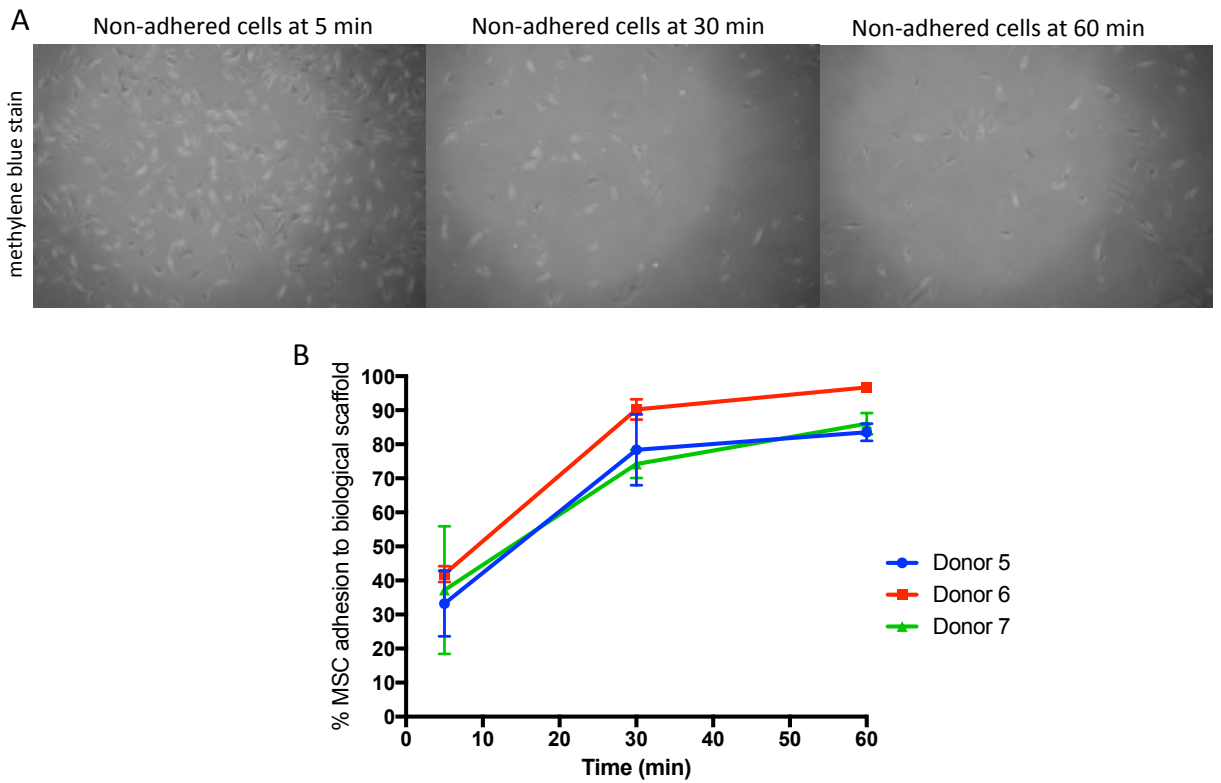 A
Non-adhered cells at 5 min
Non-adhered cells at 30 min
Non-adhered cells at 60 min
methylene blue stain
B
% MSC adhesion to biological scaffold
100
90
80
70
60
50
40
30
20
10
0
0 10 20 30 40 50 60
Time (min)
Donor 5
Donor 6
Donor 7